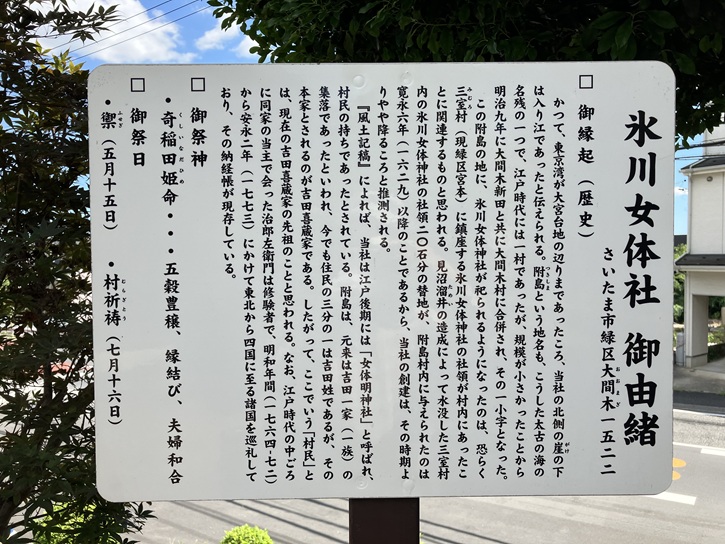 氷川女体社 御由緒
さいたま市緑区大間木一五二二
□ 御縁起(歴史)
かつて、東京湾が大宮台地の辺りまであったころ、当社の北側の崖の下
は入り江であったと伝えられる。附島という地名も、こうした太古の海の
名残の一つで、江戸時代には一村であったが、規模が小さかったことから
明治九年に大間木新田と共に大間木村に合併され、その一小字となった。
この附島の地に、氷川女体神社が祀られるようになったのは、恐らく
三室村(現緑区宮本)に鎮座する氷川女体神社の社領が村内にあったこ
とに関連するものと思われる。見沼溜井の造成によって水没した三室村
内の氷川女体神社の社領二〇石分の替地が、附島村内に与えられたのは
寛永六年(一六二九)以降のことであるから、当社の創建は、その時期よ
りやや降るころと推測される。
『風土記稿』によれば、当社は江戸後期には「女体明神社」と呼ばれ、
村民の持ちであったとされている。附島は、元来は吉田一家(一族)の
集落であったといわれ、今でも住民の三分の一は吉田姓であるが、その
本家とされるのが吉田喜蔵家である。したがって、ここでいう「村民」と
は、現在の吉田喜蔵家の先祖のことと思われる。なお、江戸時代の中ごろ
に同家の当主で会った治郎左衛門は修験者で、明和年間(一七六四-七二)
から安永二年(一七七三)にかけて東北から四国に至る諸国を巡礼して
おり、その納経帳が現存している。
□ 御祭神
・奇稲田姫命・・・五穀豊穣、縁結び、夫婦和合
□ 御祭日
・禦(五月十五日) ・村祈祷(七月十六日)